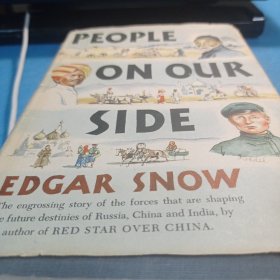 PEOPLE
ON OUR
SIDE
EDGAR SNOW
The engrossing story of the forces that are shaping
future destinies of Russia, China and India, by
author of RED STAR OVER CHINA.